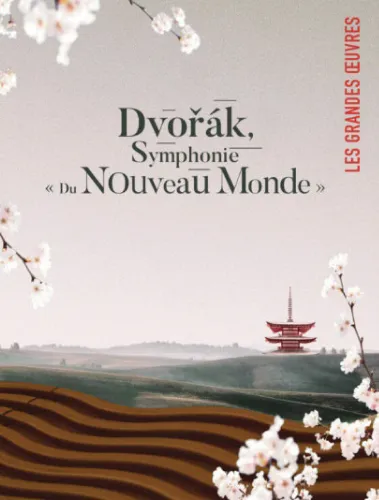 LES GRANDES ŒUVRES
Dvořák,
Symphonie
« Du Nouveau Monde »